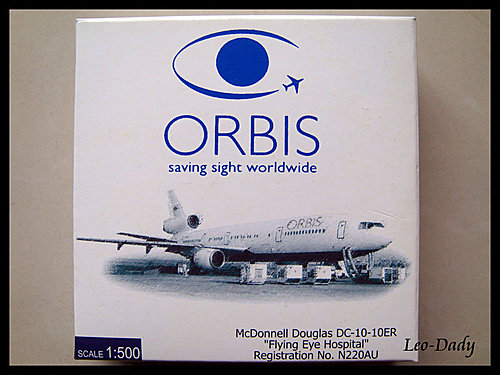 ORBIS
saving sight worldwide
ORBIS
McDonnell Douglas DC-10-10ER
"Flying Eye Hospital"
Registration No. N220AU
SCALE 1:500
Leo-Dady